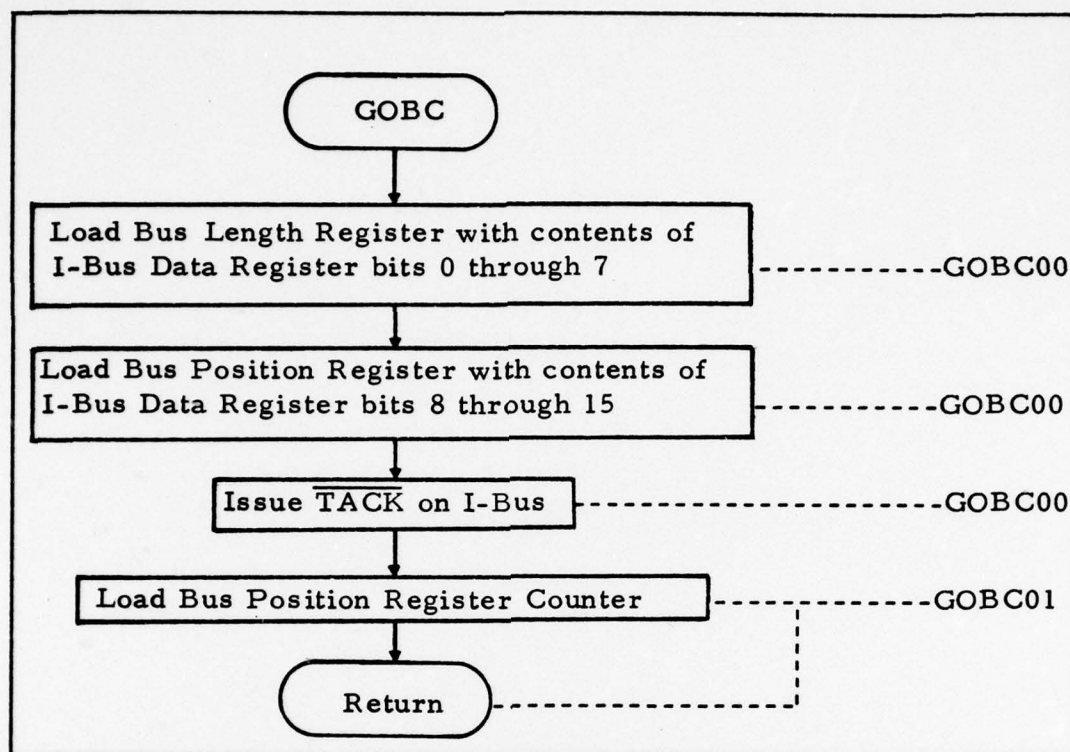 GOBC
Load Bus Length Register with contents of
I-Bus Data Register bits 0 through 7
GOBC00
Load Bus Position Register with contents of
I-Bus Data Register bits 8 through 15
GOBC00
Issue T̅A̅C̅K̅ on I-Bus
GOBC00
Load Bus Position Register Counter
GOBC01
Return